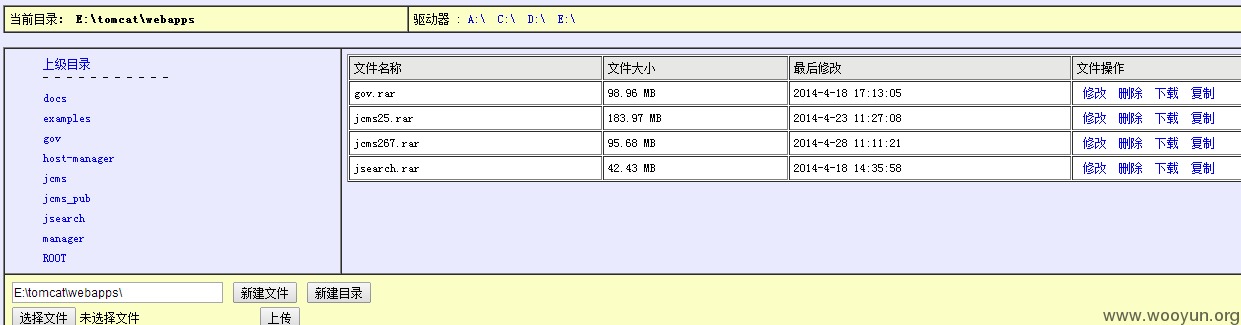 当前目录: E:\tomcat\webapps 驱动器 : A:\ C:\ D:\ E:\
上级目录
- - - - - - - - - - -
docs
examples
gov
host-manager
jcms
jcms_pub
jsearch
manager
ROOT
文件名称 文件大小 最后修改 文件操作
gov.rar 98.96 MB 2014-4-18 17:13:05 修改 删除 下载 复制
jcms25.rar 183.97 MB 2014-4-23 11:27:08 修改 删除 下载 复制
jcms267.rar 95.68 MB 2014-4-28 11:11:21 修改 删除 下载 复制
jsearch.rar 42.43 MB 2014-4-18 14:35:58 修改 删除 下载 复制
E:\tomcat\webapps\ 新建文件 新建目录
选择文件 未选择文件 上传
www.wooyun.org